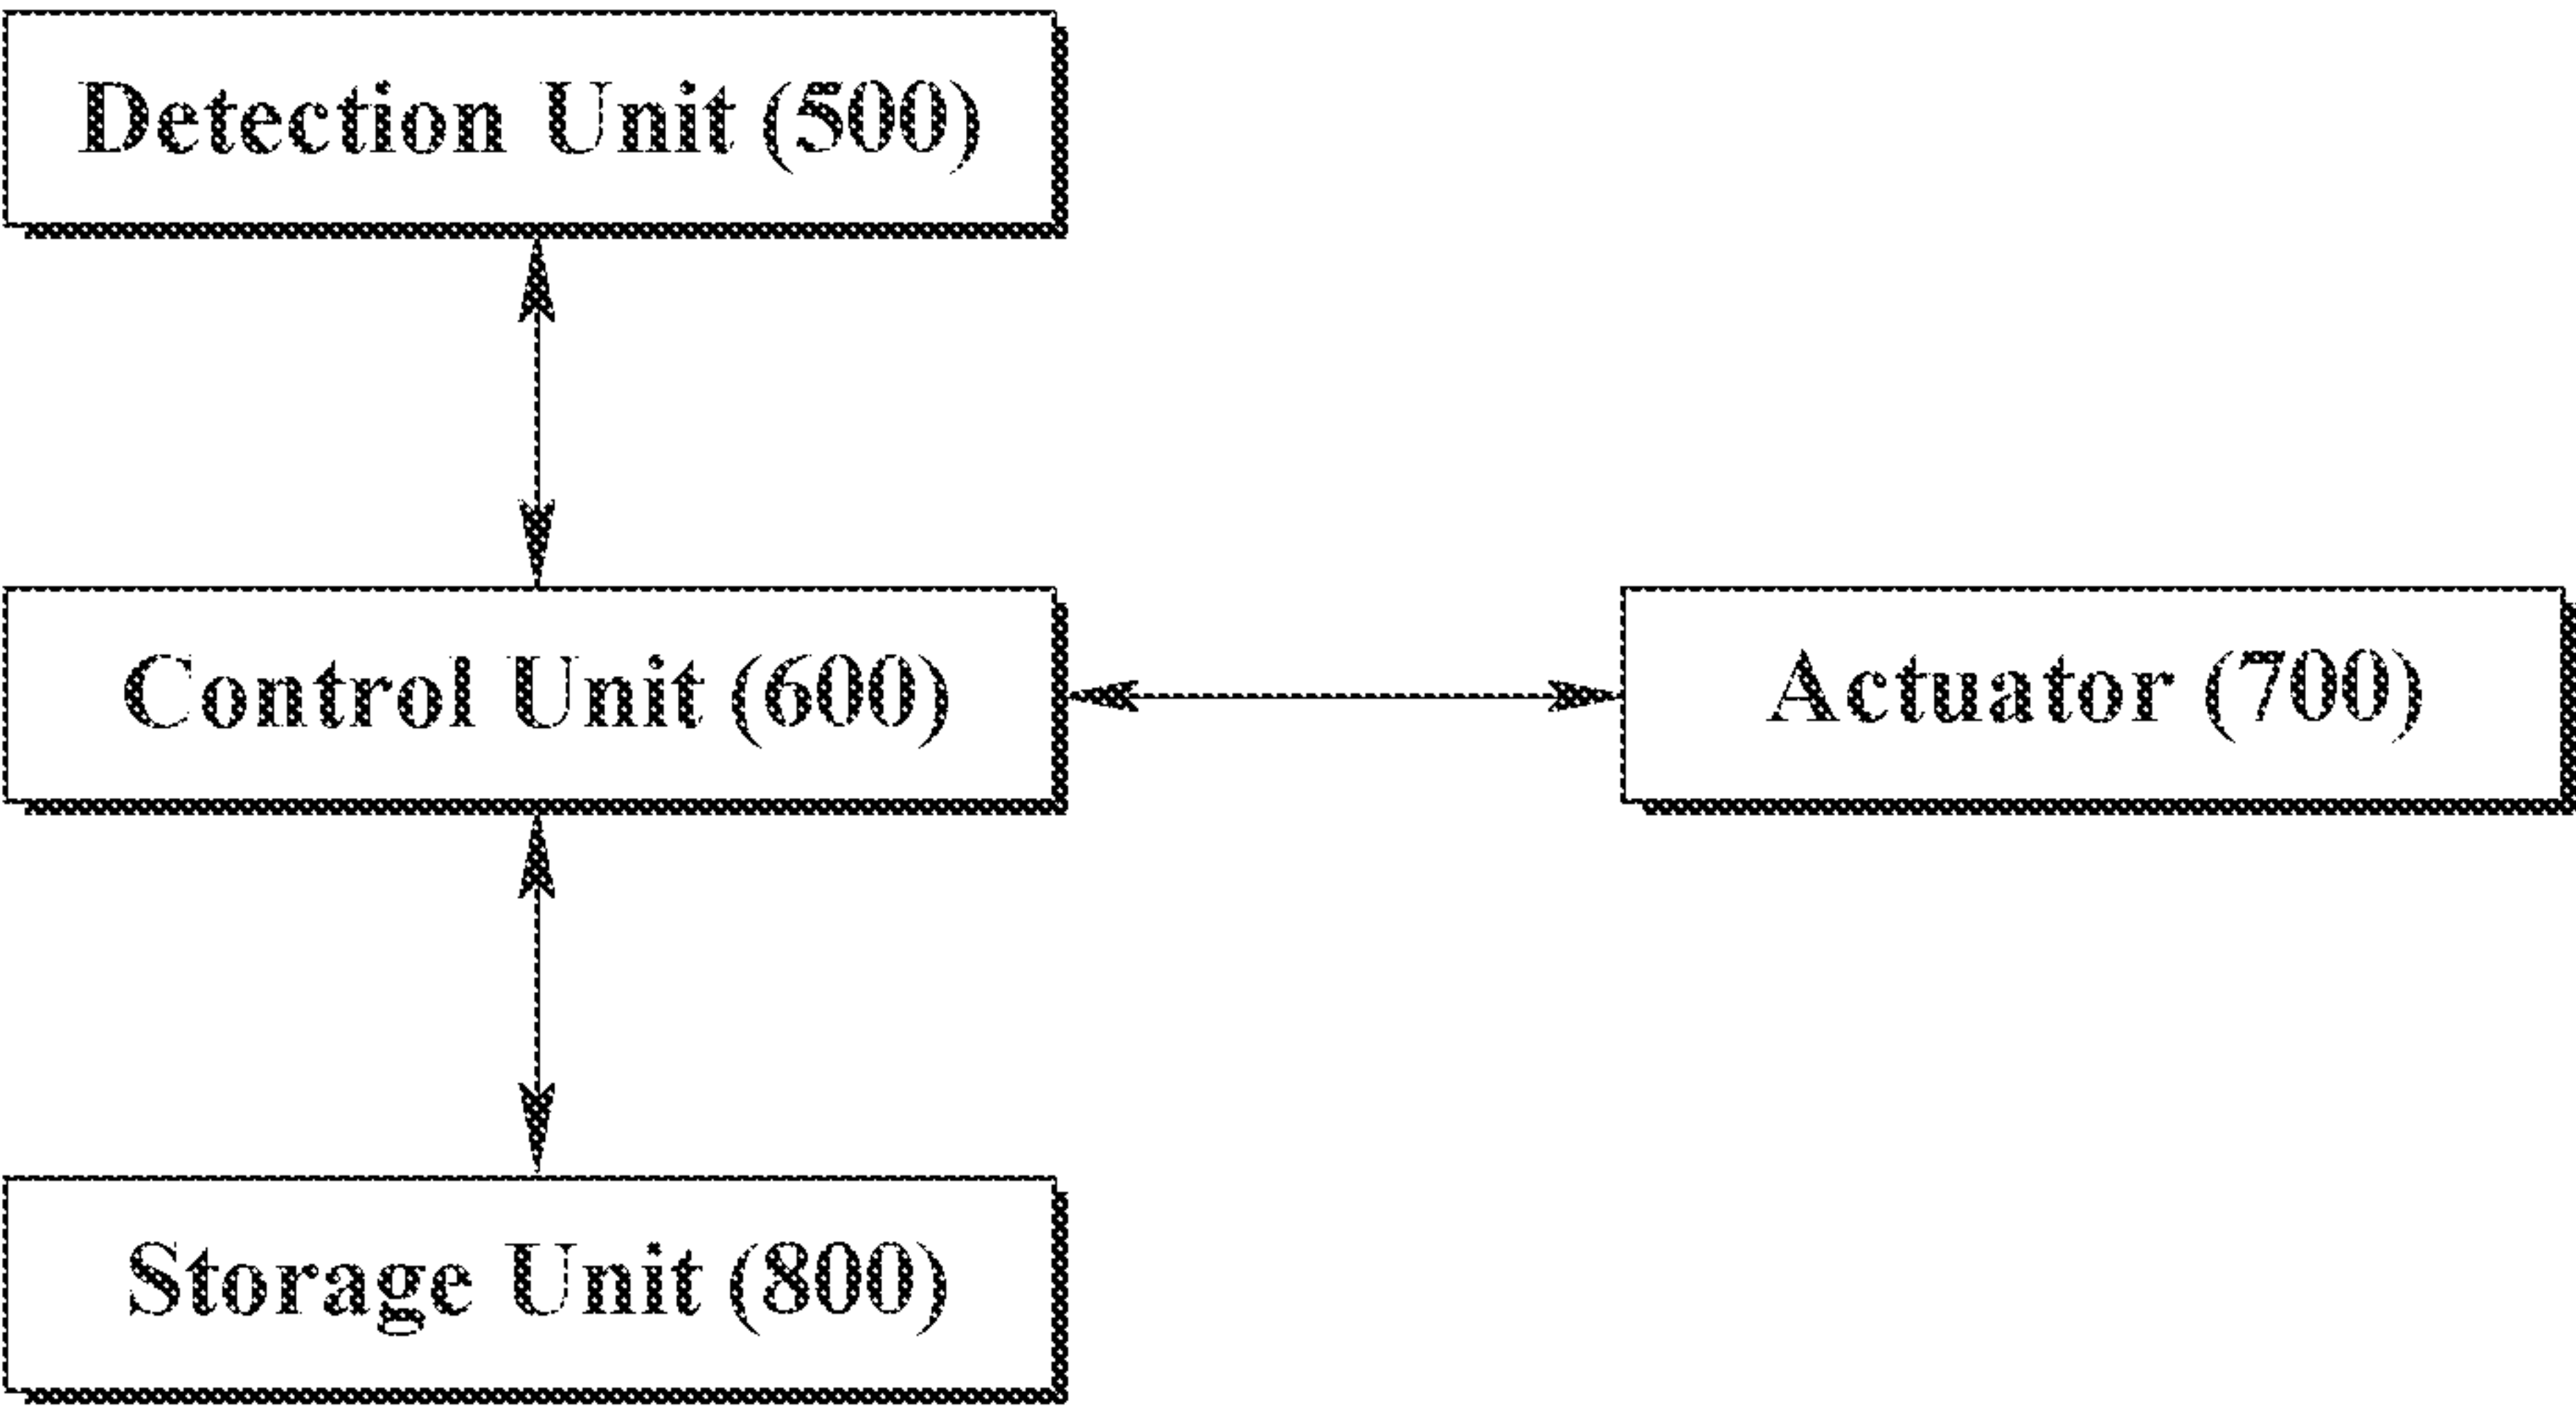 Detection Unit (500)
Control Unit (600)
Actuator (700)
Storage Unit (800)